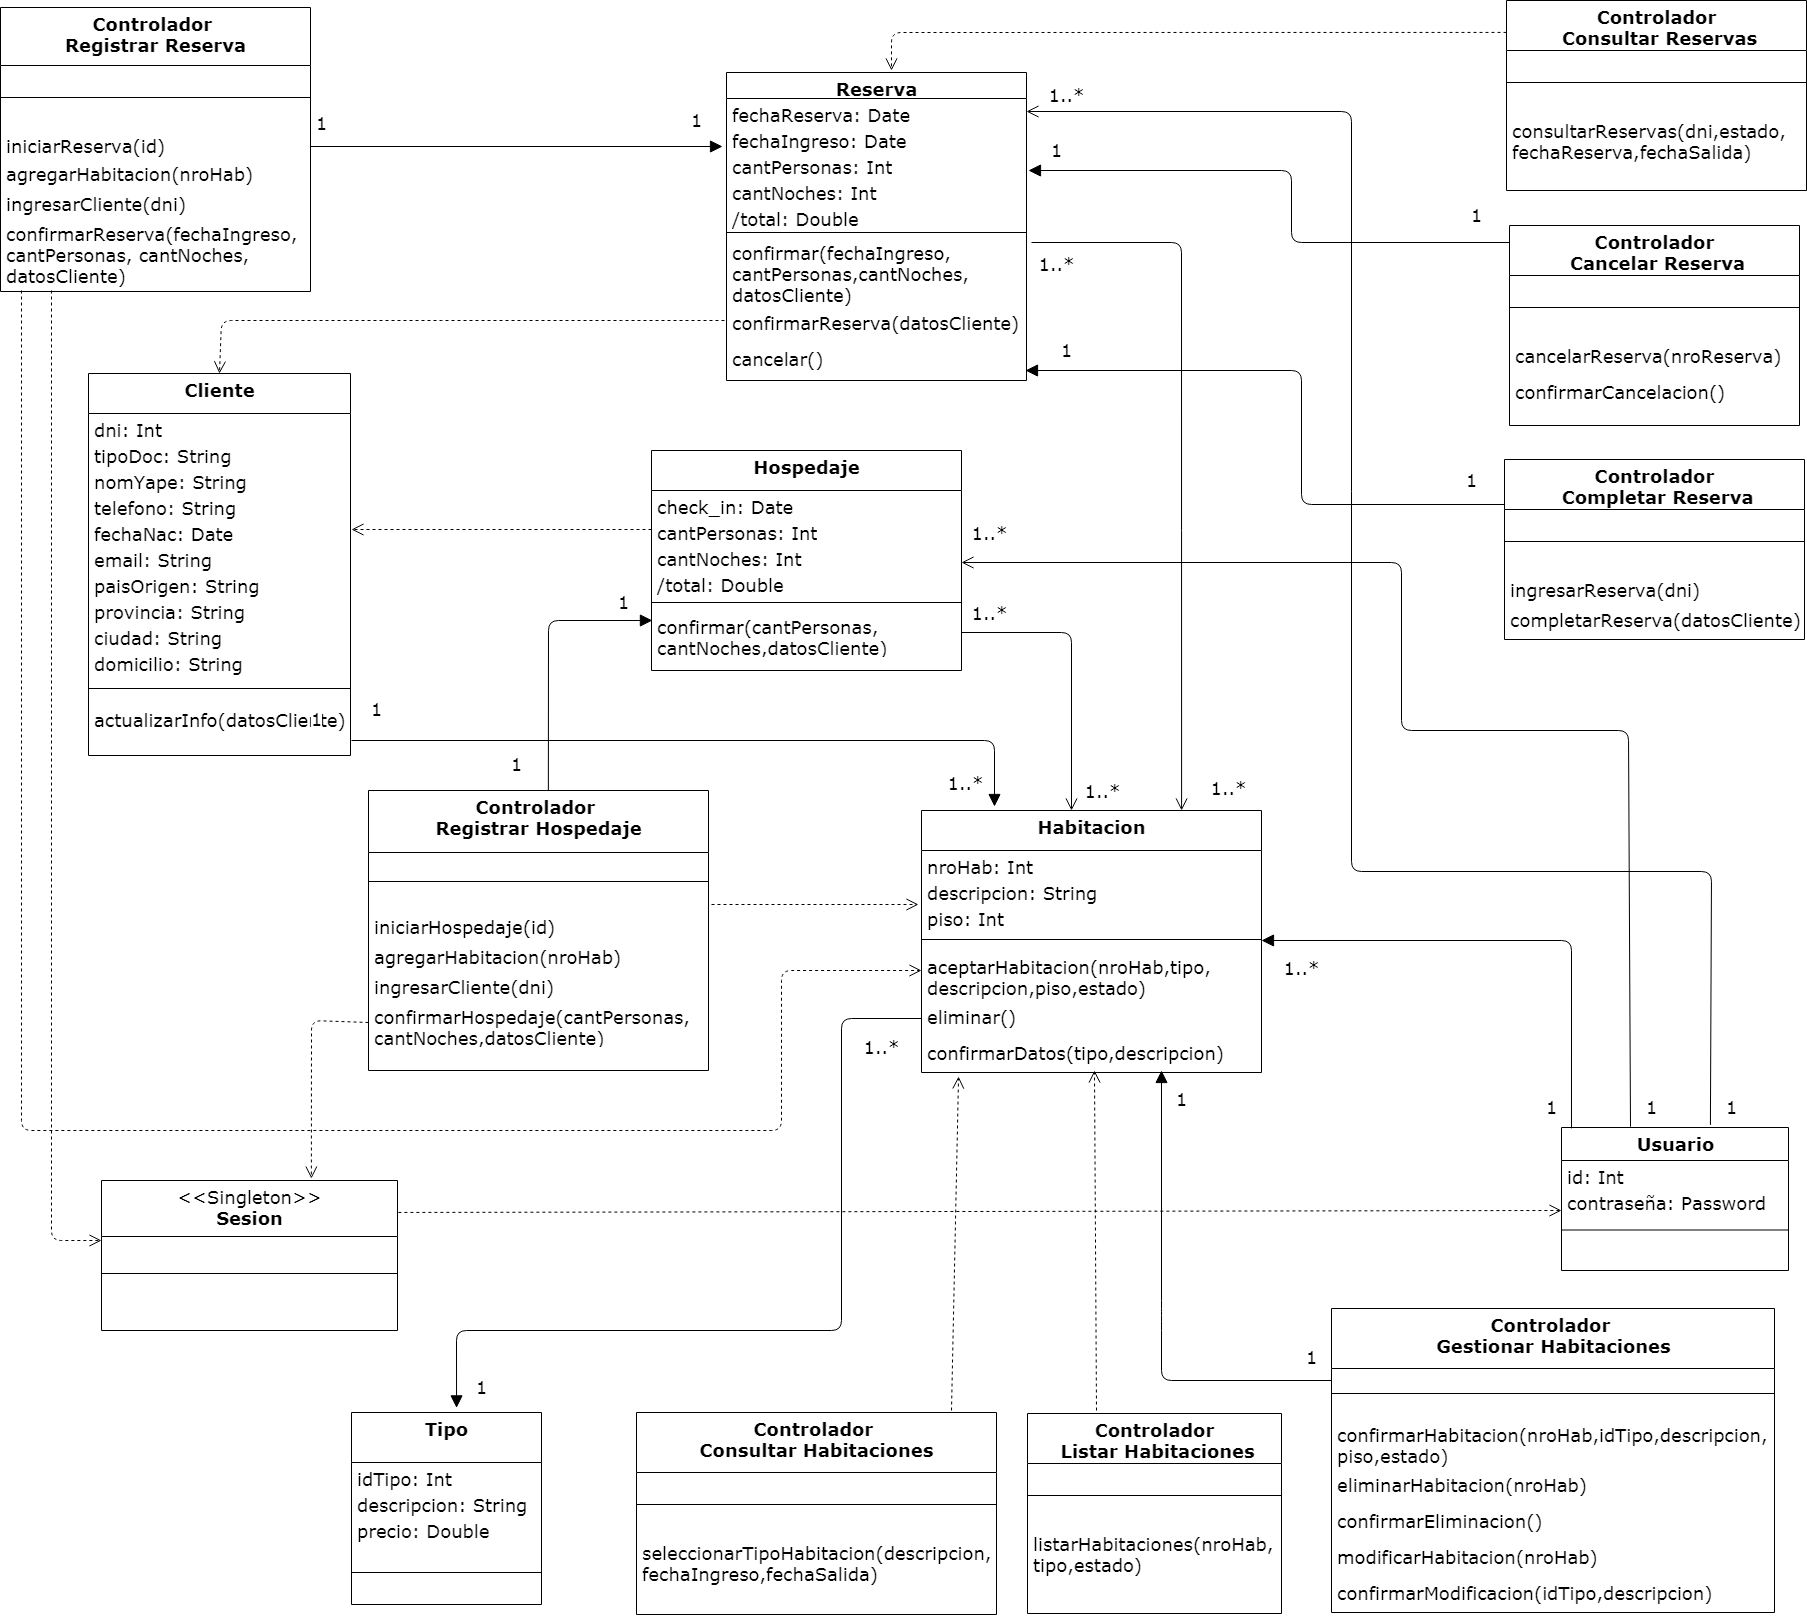 Controlador
Registrar Reserva
iniciarReserva(id)
agregarHabitacion(nroHab)
ingresarCliente(dni)
confirmarReserva(fechaIngreso,
cantPersonas, cantNoches,
datosCliente)
1
1
Reserva
fechaReserva: Date
fechaIngreso: Date
cantPersonas: Int
cantNoches: Int
/total: Double
confirmar(fechaIngreso,
cantPersonas,cantNoches,
datosCliente)
confirmarReserva(datosCliente)
cancelar()
1..*
1
1..*
1
Controlador
Consultar Reservas
consultarReservas(dni,estado,
fechaReserva,fechaSalida)
1
Controlador
Cancelar Reserva
cancelarReserva(nroReserva)
confirmarCancelacion()
1
Controlador
Completar Reserva
ingresarReserva(dni)
completarReserva(datosCliente)
Cliente
dni: Int
tipoDoc: String
nomYape: String
telefono: String
fechaNac: Date
email: String
paisOrigen: String
provincia: String
ciudad: String
domicilio: String
actualizarInfo(datosCliente)
1
1
Hospedaje
check_in: Date
cantPersonas: Int
cantNoches: Int
/total: Double
confirmar(cantPersonas,
cantNoches,datosCliente)
1..*
1..*
1
1
Controlador
Registrar Hospedaje
iniciarHospedaje(id)
agregarHabitacion(nroHab)
ingresarCliente(dni)
confirmarHospedaje(cantPersonas,
cantNoches,datosCliente)
1..*
1..*
1..*
Habitacion
nroHab: Int
descripcion: String
piso: Int
aceptarHabitacion(nroHab,tipo,
descripcion,piso,estado)
eliminar()
confirmarDatos(tipo,descripcion)
1..*
1..*
1
1
1
1
Usuario
id: Int
contraseña: Password
<<Singleton>>
Sesion
1
Tipo
idTipo: Int
descripcion: String
precio: Double
Controlador
Consultar Habitaciones
seleccionarTipoHabitacion(descripcion,
fechaIngreso,fechaSalida)
Controlador
Listar Habitaciones
listarHabitaciones(nroHab,
tipo,estado)
1
Controlador
Gestionar Habitaciones
confirmarHabitacion(nroHab,idTipo,descripcion,
piso,estado)
eliminarHabitacion(nroHab)
confirmarEliminacion()
modificarHabitacion(nroHab)
confirmarModificacion(idTipo,descripcion)